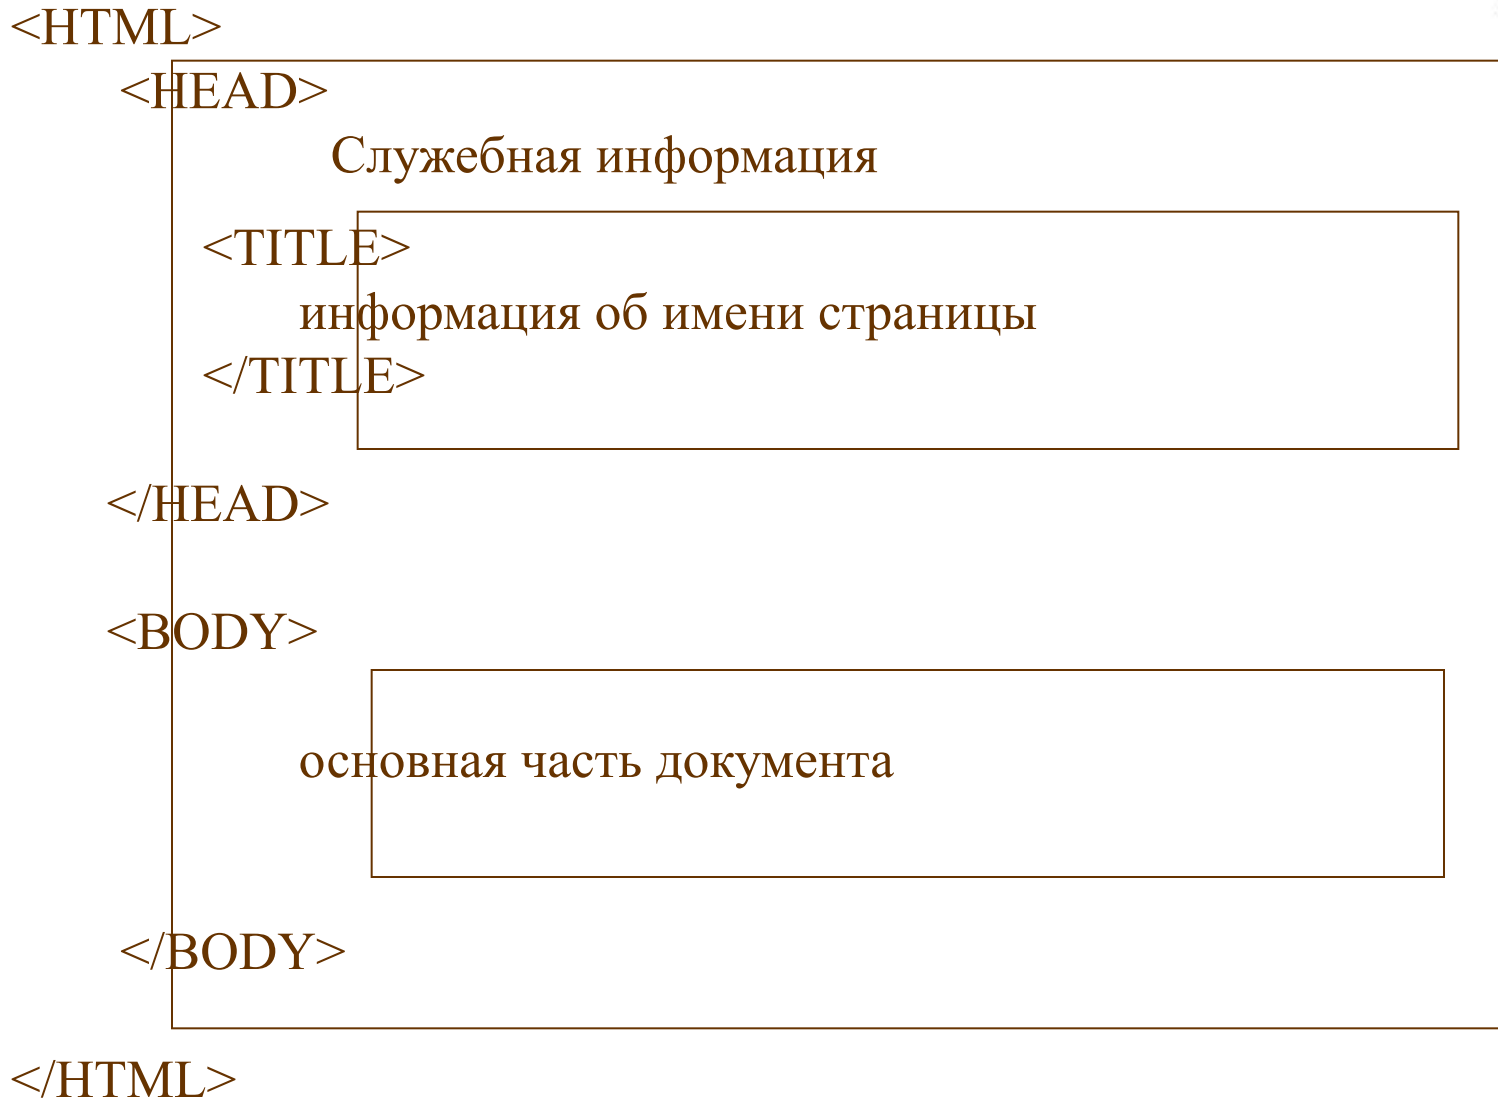 <HTML>
<HEAD>
Служебная информация
<TITLE>
информация об имени страницы
</TITLE>
</HEAD>
<BODY>
основная часть документа
</BODY>
</HTML>